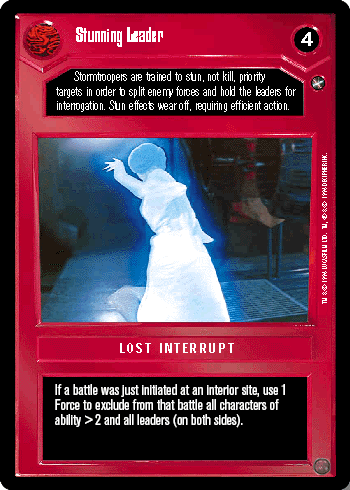 Stunning Leader
4
Stormtroopers are trained to stun, not kill, priority
targets in order to split enemy forces and hold the leaders for
interrogation. Stun effects wear off, requiring efficient action.
LOST INTERRUPT
If a battle was just initiated at an interior site, use 1
Force to exclude from that battle all characters of
ability > 2 and all leaders (on both sides).